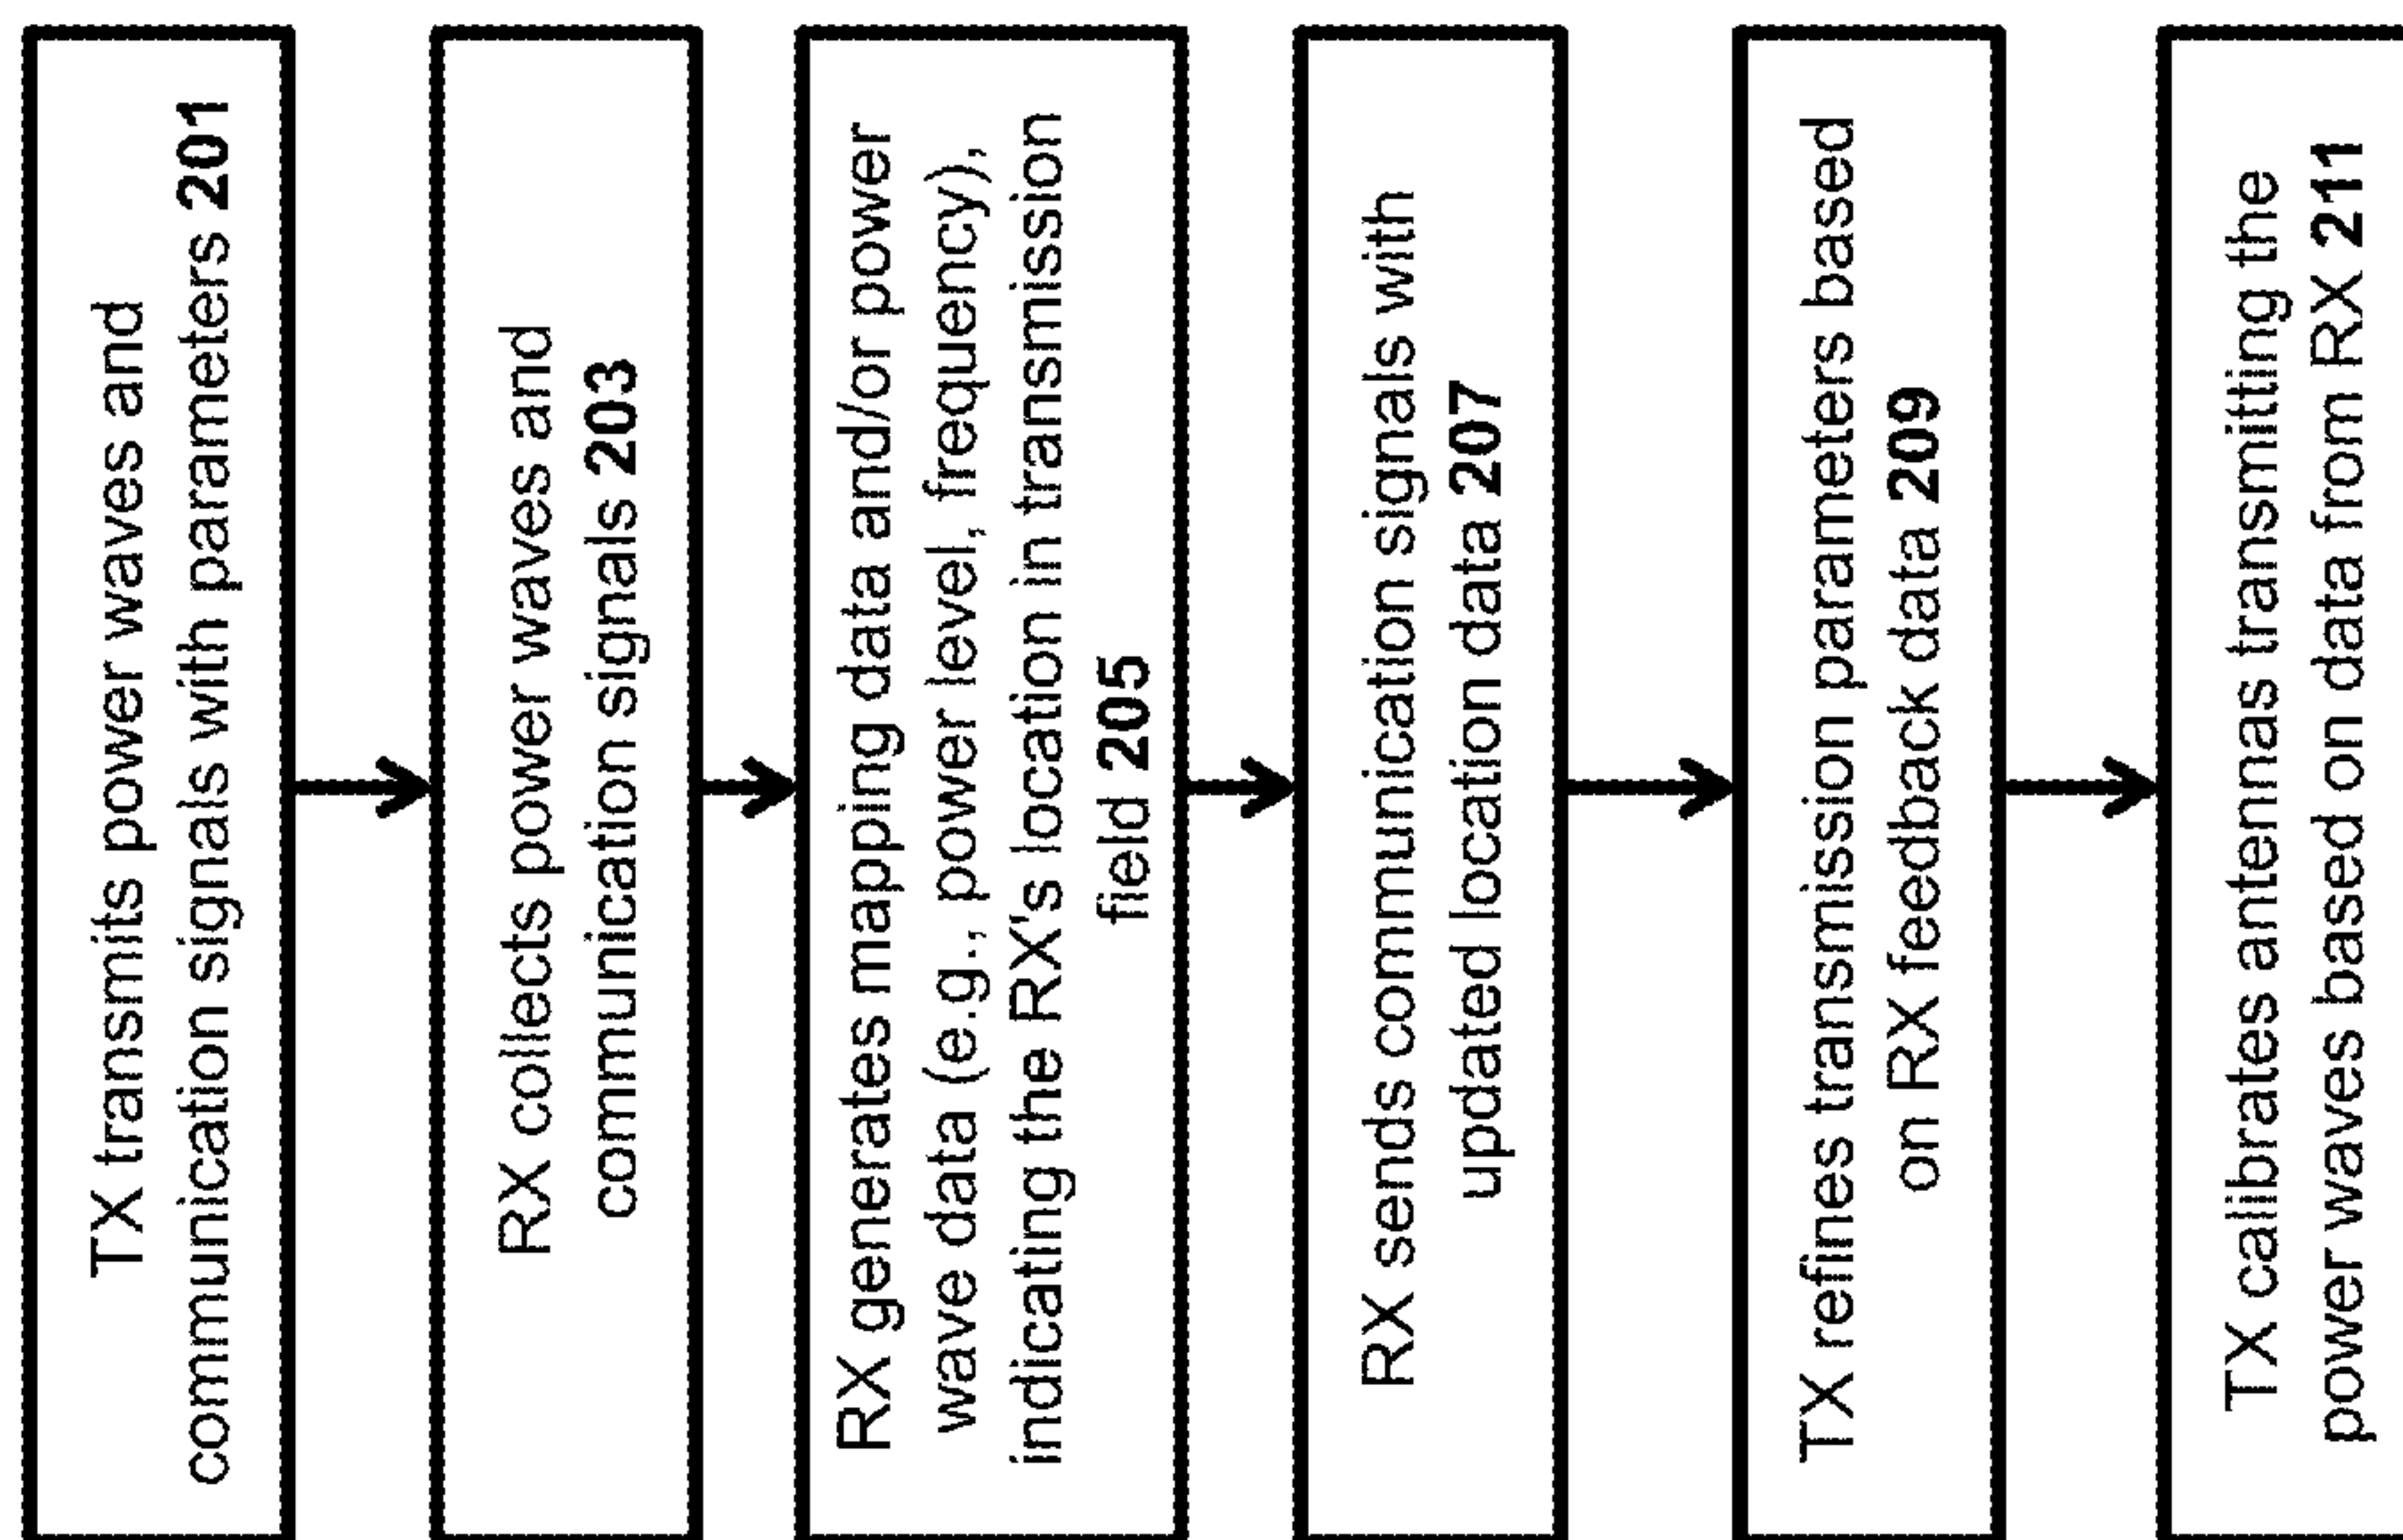 TX transmits power waves and
communication signals with parameters 201
RX collects power waves and
communication signals 203
RX generates mapping data and/or power
wave data (e.g., power level, frequency),
indicating the RX's location in transmission
field 205
RX sends communication signals with
updated location data 207
TX refines transmission parameters based
on RX feedback data 209
TX calibrates antennas transmitting the
power waves based on data from RX 211